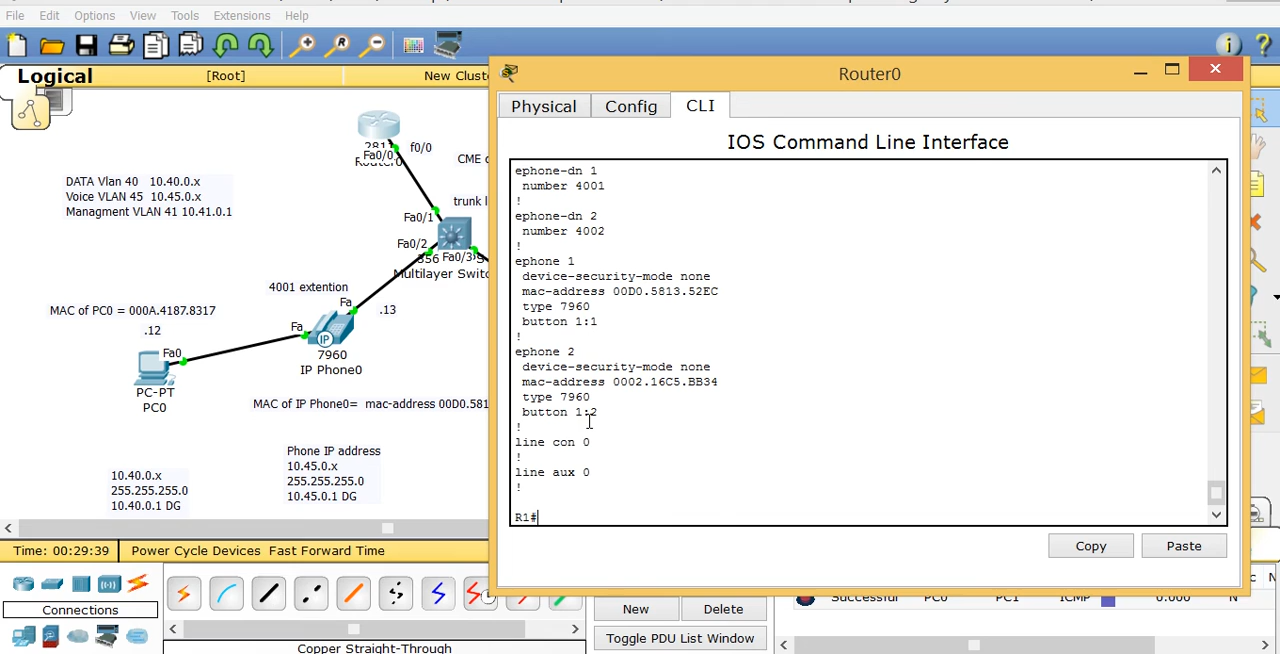 File Edit Options View Tools Extensions Help
Logical
[Root]
New Cluste
Router0
Physical
Config
CLI
IOS Command Line Interface
ephone-dn 1
number 4001
!
ephone-dn 2
number 4002
!
ephone 1
device-security-mode none
mac-address 00D0.5813.52EC
type 7960
button 1:1
!
ephone 2
device-security-mode none
mac-address 0002.16C5.BB34
type 7960
button 1:2
!
line con 0
!
line aux 0
!
R1#
Copy
Paste
Fa0/0
f0/0
CME
DATA Vlan 40 10.40.0.x
Voice VLAN 45 10.45.0.x
Managment VLAN 41 10.41.0.1
trunk l
Fa0/1
Fa0/2
Fa0/3
Multilayer Switc
4001 extention
Fa
.13
MAC of PC0 = 000A.4187.8317
.12
Fa
Fa0
IP
7960
IP Phone0
PC-PT
PC0
MAC of IP Phone0= mac-address 00D0.581
Phone IP address
10.45.0.x
255.255.255.0
10.45.0.1 DG
10.40.0.x
255.255.255.0
10.40.0.1 DG
Time: 00:29:39
Power Cycle Devices Fast Forward Time
Connections
Copper Straight-Through
New
Delete
Toggle PDU List Window
Successful
PC0
PC1
ICMP
0.000
N